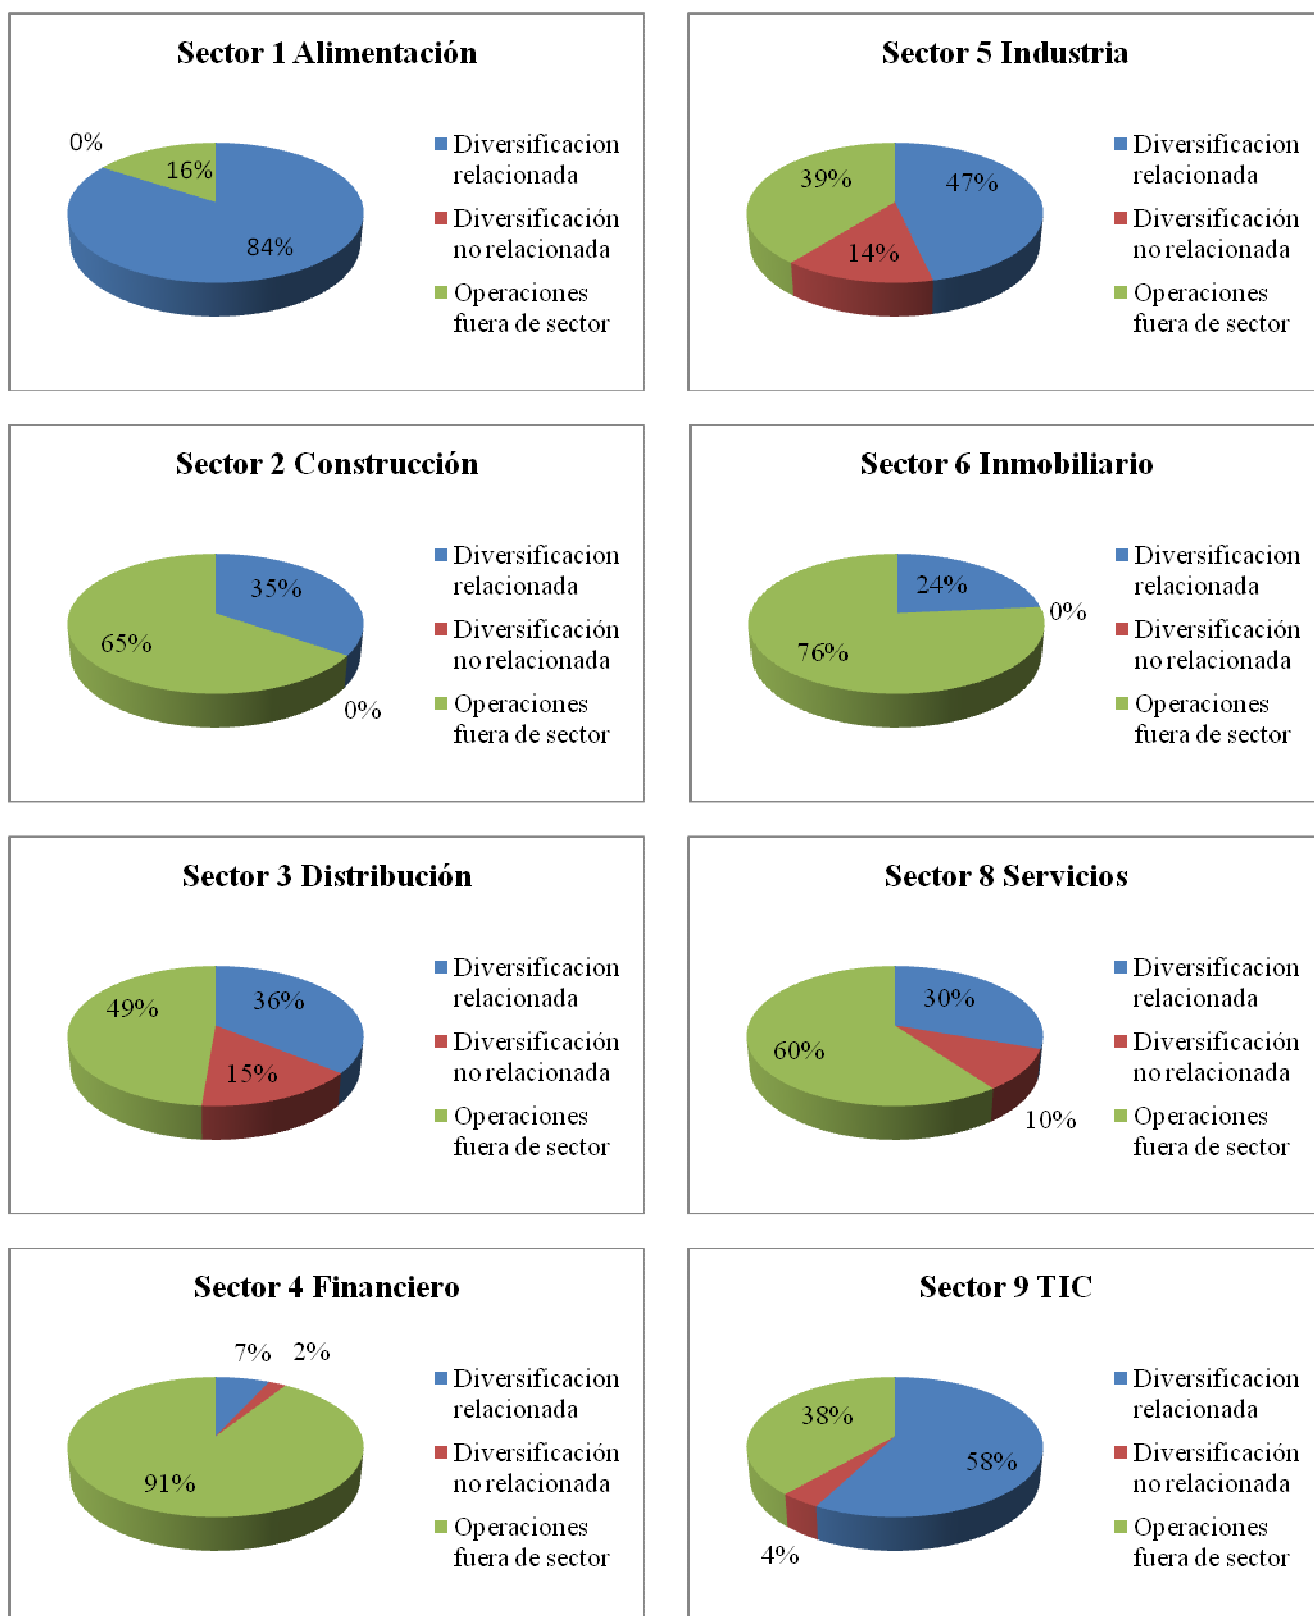 Sector 1 Alimentación
0%
16%
84%
Diversificacion
relacionada
Diversificación
no relacionada
Operaciones
fuera de sector
Sector 5 Industria
39%
47%
14%
Diversificacion
relacionada
Diversificación
no relacionada
Operaciones
fuera de sector
Sector 2 Construcción
35%
65%
0%
Diversificacion
relacionada
Diversificación
no relacionada
Operaciones
fuera de sector
Sector 6 Inmobiliario
24%
0%
76%
Diversificacion
relacionada
Diversificación
no relacionada
Operaciones
fuera de sector
Sector 3 Distribución
49%
36%
15%
Diversificacion
relacionada
Diversificación
no relacionada
Operaciones
fuera de sector
Sector 8 Servicios
30%
60%
10%
Diversificacion
relacionada
Diversificación
no relacionada
Operaciones
fuera de sector
Sector 4 Financiero
7%
2%
91%
Diversificacion
relacionada
Diversificación
no relacionada
Operaciones
fuera de sector
Sector 9 TIC
38%
58%
4%
Diversificacion
relacionada
Diversificación
no relacionada
Operaciones
fuera de sector